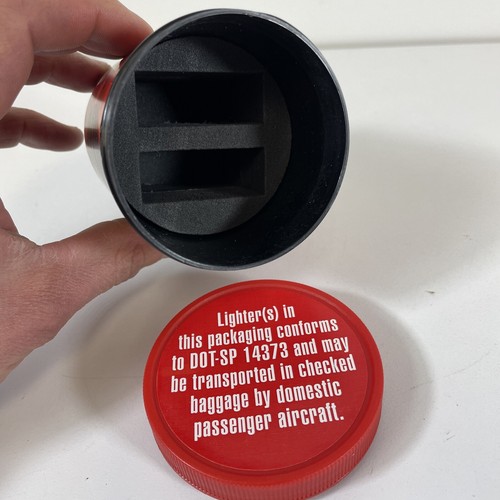 Lighter(s) in
this packaging conforms
to DOT-SP 14373 and may
be transported in checked
baggage by domestic
passenger aircraft.